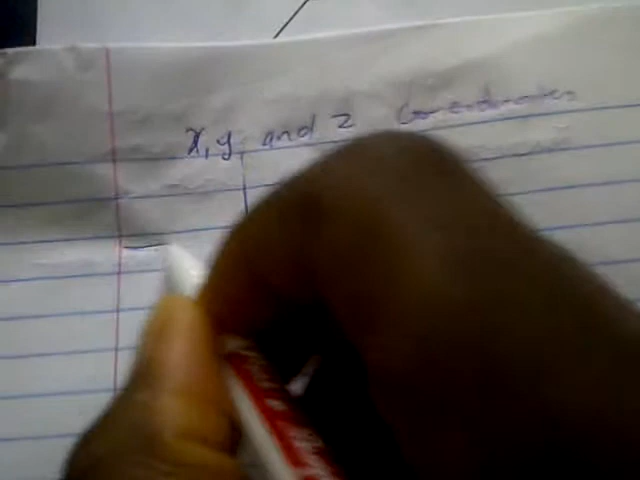 x, y and z Coordinates